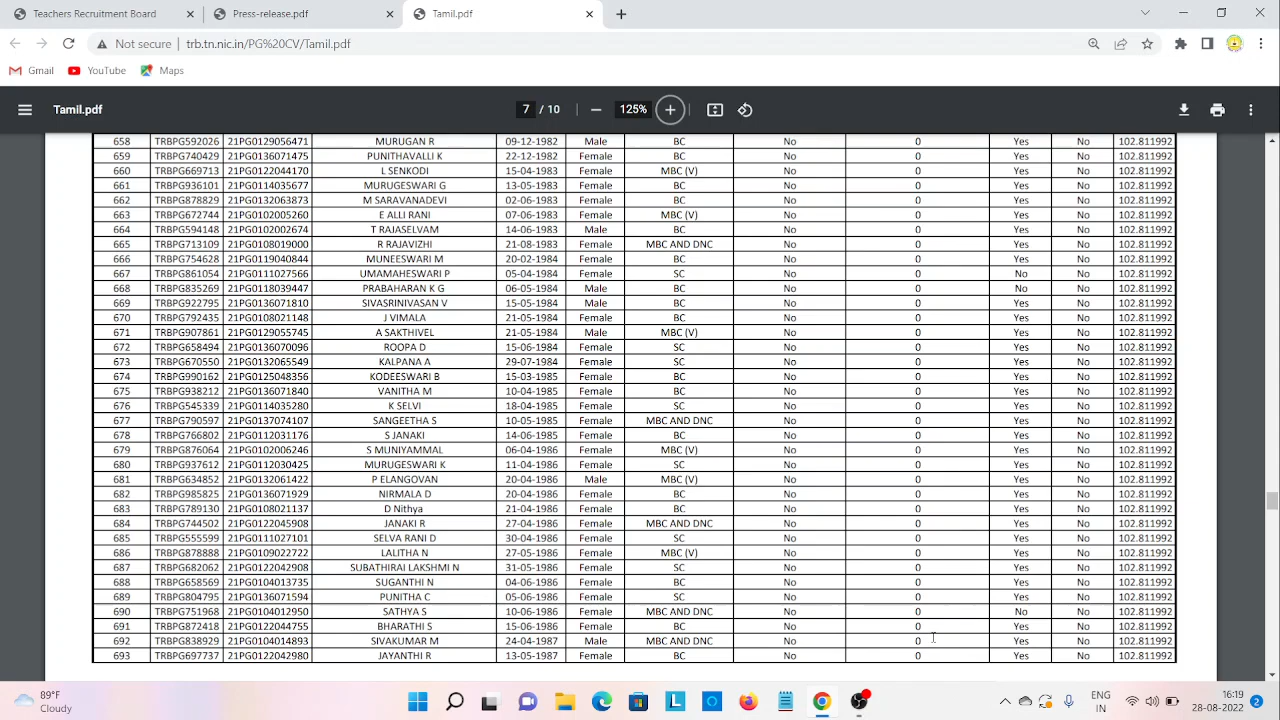 Teachers Recruitment Board Press-release.pdf Tamil.pdf
Not secure trb.tn.nic.in/PG%20CV/Tamil.pdf
Gmail YouTube Maps
Tamil.pdf 7 / 10 125%
658 TRBPG592026 21PG0129056471 MURUGAN R 09-12-1982 Male BC No 0 Yes No 102.811992
659 TRBPG740429 21PG0136071475 PUNITHAVALLI K 22-12-1982 Female BC No 0 Yes No 102.811992
660 TRBPG669713 21PG0122044170 L SENKODI 15-04-1983 Female MBC (V) No 0 Yes No 102.811992
661 TRBPG936101 21PG0114035677 MURUGESWARI G 13-05-1983 Female BC No 0 Yes No 102.811992
662 TRBPG878829 21PG0132063873 M SARAVANADEVI 02-06-1983 Female BC No 0 Yes No 102.811992
663 TRBPG672744 21PG0102005260 E ALLI RANI 07-06-1983 Female MBC (V) No 0 Yes No 102.811992
664 TRBPG594148 21PG0102002674 T RAJASELVAM 14-06-1983 Male BC No 0 Yes No 102.811992
665 TRBPG713109 21PG0108019000 R RAJAVIZHI 21-08-1983 Female MBC AND DNC No 0 Yes No 102.811992
666 TRBPG754628 21PG0119040844 MUNEESWARI M 20-02-1984 Female BC No 0 Yes No 102.811992
667 TRBPG861054 21PG0111027566 UMAMAHESWARI P 05-04-1984 Female SC No 0 No No 102.811992
668 TRBPG835269 21PG0118039447 PRABAHARAN K G 06-05-1984 Male BC No 0 No No 102.811992
669 TRBPG922795 21PG0136071810 SIVASRINIVASAN V 15-05-1984 Male BC No 0 Yes No 102.811992
670 TRBPG792435 21PG0108021148 J VIMALA 21-05-1984 Female BC No 0 Yes No 102.811992
671 TRBPG907861 21PG0129055745 A SAKTHIVEL 21-05-1984 Male MBC (V) No 0 Yes No 102.811992
672 TRBPG658494 21PG0136070096 ROOPA D 15-06-1984 Female SC No 0 Yes No 102.811992
673 TRBPG670550 21PG0132065549 KALPANA A 29-07-1984 Female SC No 0 Yes No 102.811992
674 TRBPG990162 21PG0125048356 KODEESWARI B 15-03-1985 Female BC No 0 Yes No 102.811992
675 TRBPG938212 21PG0136071840 VANITHA M 10-04-1985 Female BC No 0 Yes No 102.811992
676 TRBPG545339 21PG0114035280 K SELVI 18-04-1985 Female SC No 0 Yes No 102.811992
677 TRBPG790597 21PG0137074107 SANGEETHA S 10-05-1985 Female MBC AND DNC No 0 Yes No 102.811992
678 TRBPG766802 21PG0112031176 S JANAKI 14-06-1985 Female BC No 0 Yes No 102.811992
679 TRBPG876064 21PG0102006246 S MUNIYAMMAL 06-04-1986 Female MBC (V) No 0 Yes No 102.811992
680 TRBPG937612 21PG0112030425 MURUGESWARI K 11-04-1986 Female SC No 0 Yes No 102.811992
681 TRBPG634852 21PG0132061422 P ELANGOVAN 20-04-1986 Male MBC (V) No 0 Yes No 102.811992
682 TRBPG985825 21PG0136071929 NIRMALA D 20-04-1986 Female BC No 0 Yes No 102.811992
683 TRBPG789130 21PG0108021137 D Nithya 21-04-1986 Female BC No 0 Yes No 102.811992
684 TRBPG744502 21PG0122045908 JANAKI R 27-04-1986 Female MBC AND DNC No 0 Yes No 102.811992
685 TRBPG555599 21PG0111027101 SELVA RANI D 30-04-1986 Female SC No 0 Yes No 102.811992
686 TRBPG878888 21PG0109022722 LALITHA N 27-05-1986 Female MBC (V) No 0 Yes No 102.811992
687 TRBPG682062 21PG0122042908 SUBATHIRAI LAKSHMI N 31-05-1986 Female SC No 0 Yes No 102.811992
688 TRBPG658569 21PG0104013735 SUGANTHI N 04-06-1986 Female BC No 0 Yes No 102.811992
689 TRBPG804795 21PG0136071594 PUNITHA C 05-06-1986 Female SC No 0 Yes No 102.811992
690 TRBPG751968 21PG0104012950 SATHYA S 10-06-1986 Female MBC AND DNC No 0 No No 102.811992
691 TRBPG872418 21PG0122044755 BHARATHI S 15-06-1986 Female BC No 0 Yes No 102.811992
692 TRBPG838929 21PG0104014893 SIVAKUMAR M 24-04-1987 Male MBC AND DNC No 0 Yes No 102.811992
693 TRBPG697737 21PG0122042980 JAYANTHI R 13-05-1987 Female BC No 0 Yes No 102.811992
89°F ENG 16:19
Cloudy IN 28-08-2022 2